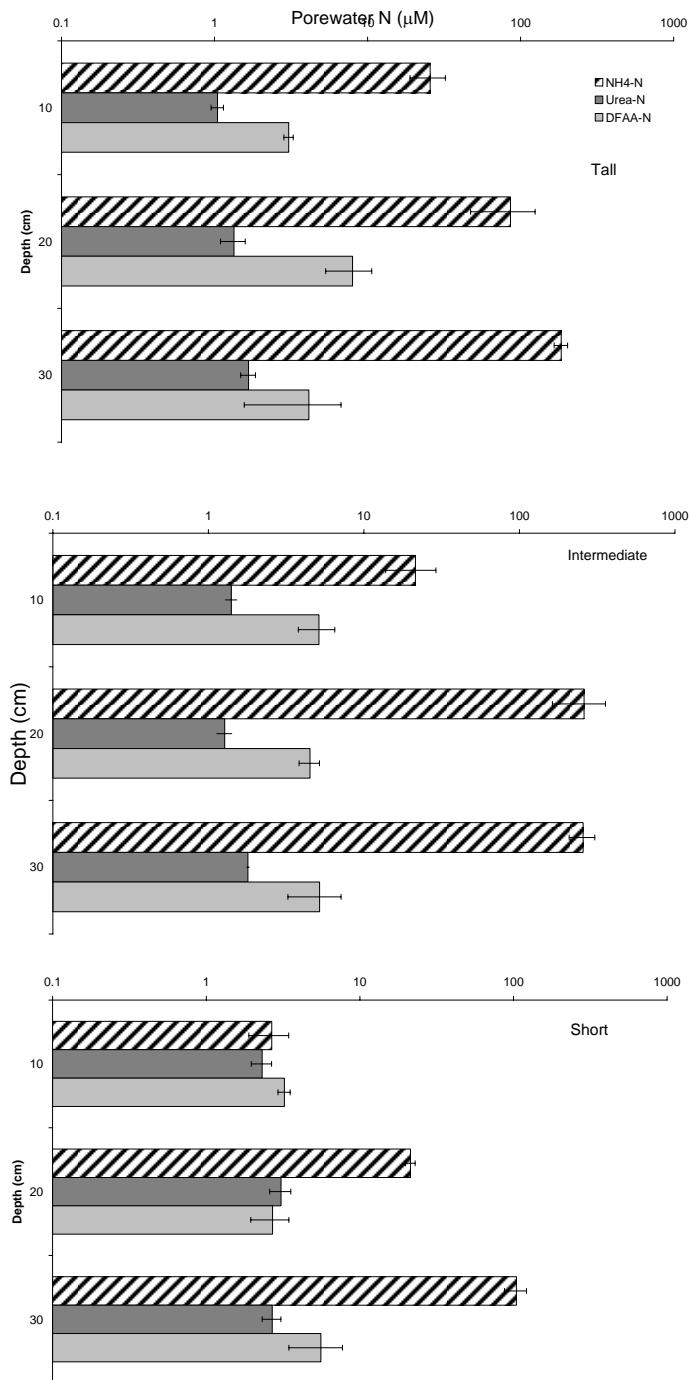 Porewater N (μM)
0.1 1 10 100 1000
NH4-N
Urea-N
DFAA-N
Tall
Depth (cm)
10
20
30
0.1 1 10 100 1000
Intermediate
Depth (cm)
10
20
30
0.1 1 10 100 1000
Short
Depth (cm)
10
20
30